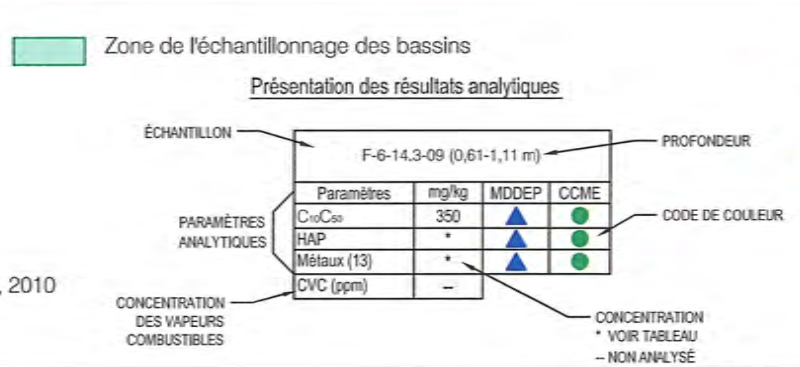 Zone de l'échantillonnage des bassins
Présentation des résultats analytiques
ÉCHANTILLON
F-6-14.3-09 (0,61-1,11 m)
PROFONDEUR
Paramètres mg/kg MDDEP CCME
C10C50 350
HAP *
Métaux (13) *
CVC (ppm) –
PARAMÈTRES
ANALYTIQUES
CODE DE COULEUR
, 2010
CONCENTRATION
DES VAPEURS
COMBUSTIBLES
CONCENTRATION
* VOIR TABLEAU
– NON ANALYSÉ